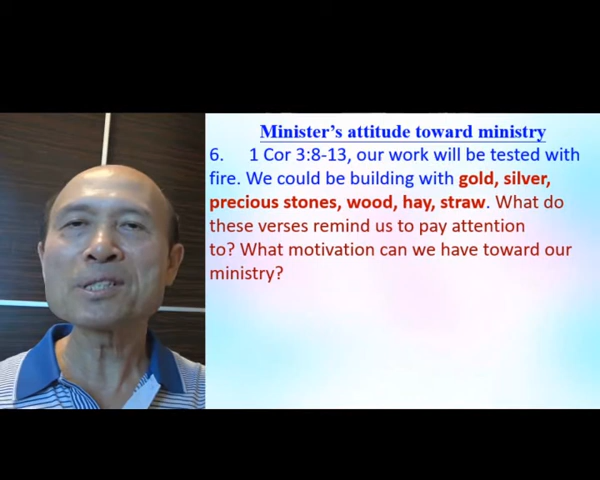 Minister's attitude toward ministry
6. 1 Cor 3:8-13, our work will be tested with
fire. We could be building with gold, silver,
precious stones, wood, hay, straw. What do
these verses remind us to pay attention
to? What motivation can we have toward our
ministry?